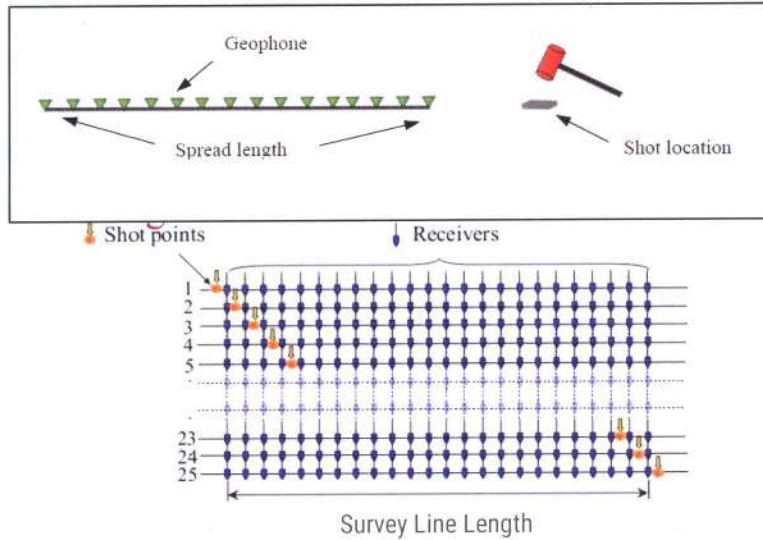 Geophone
Spread length
Shot location
Shot points
Receivers
1
2
3
4
5
.
.
23
24
25
Survey Line Length